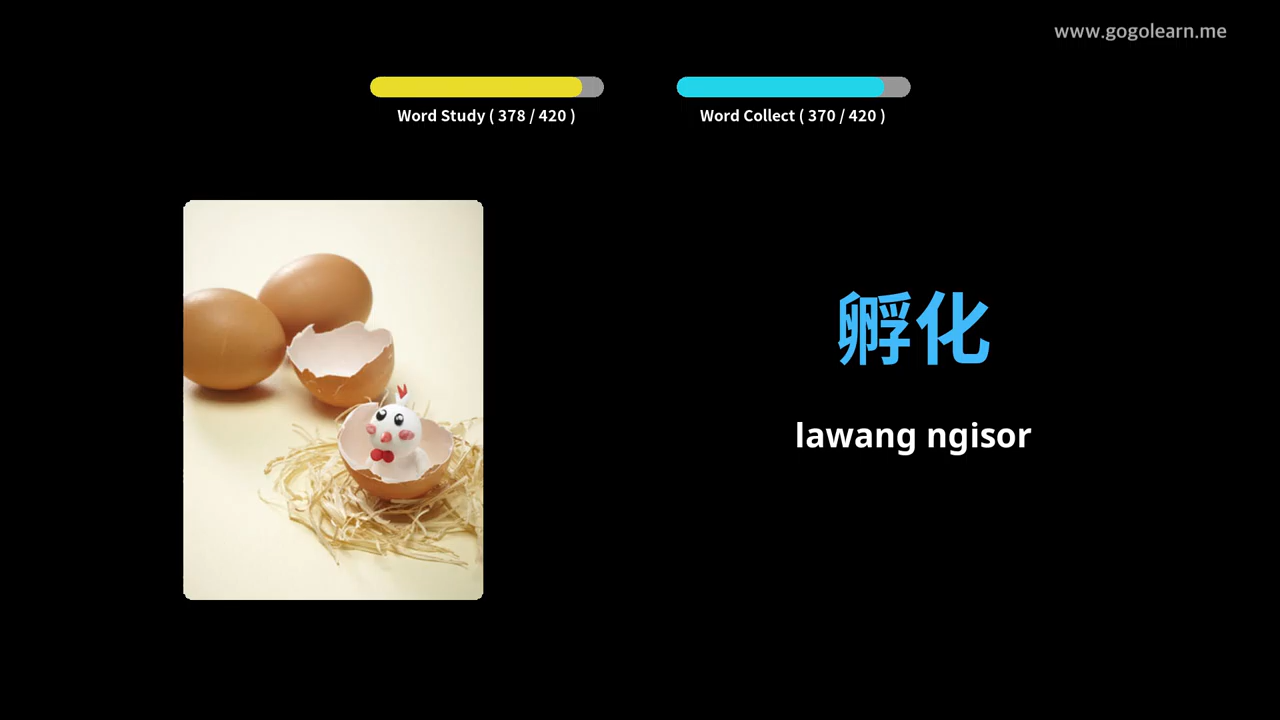 www.gogolearn.me
Word Study ( 378 / 420 )
Word Collect ( 370 / 420 )
孵化
lawang ngisor